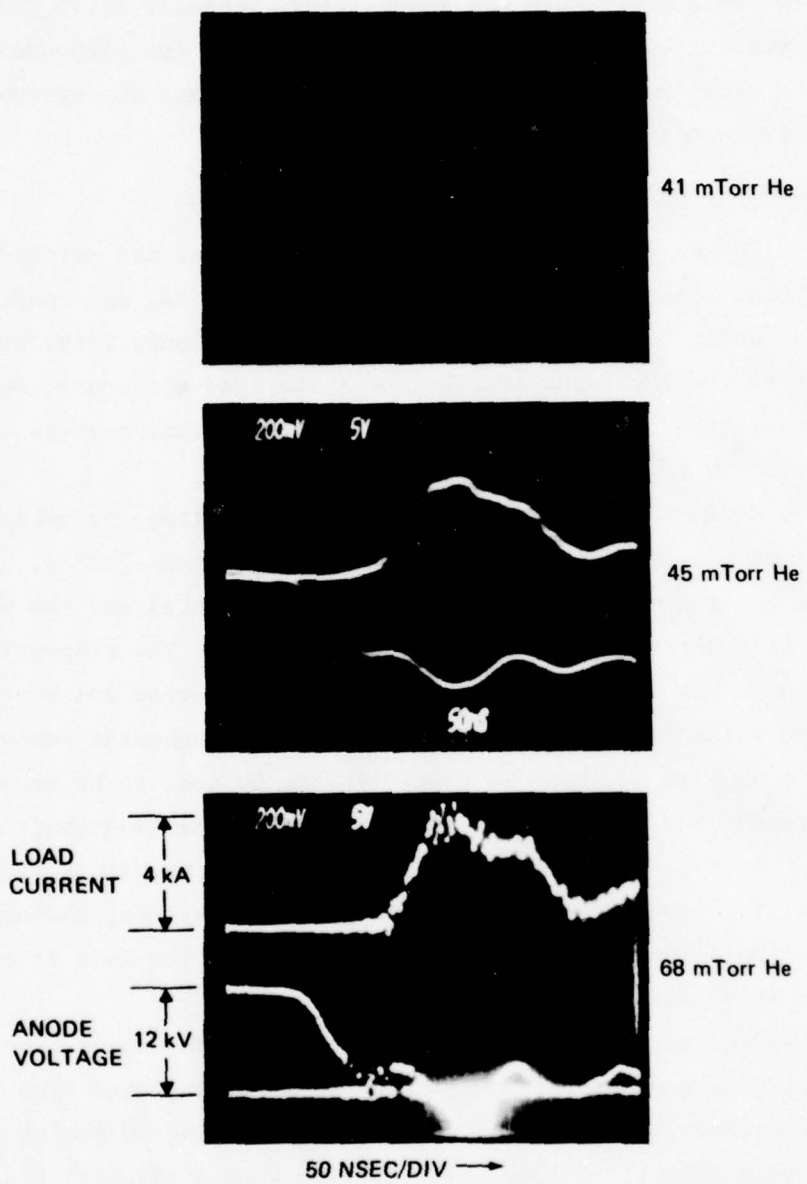 41 mTorr He
200mV 5V
45 mTorr He
50nS
200mV 5V
LOAD
CURRENT
4 kA
68 mTorr He
ANODE
VOLTAGE
12 kV
50 NSEC/DIV